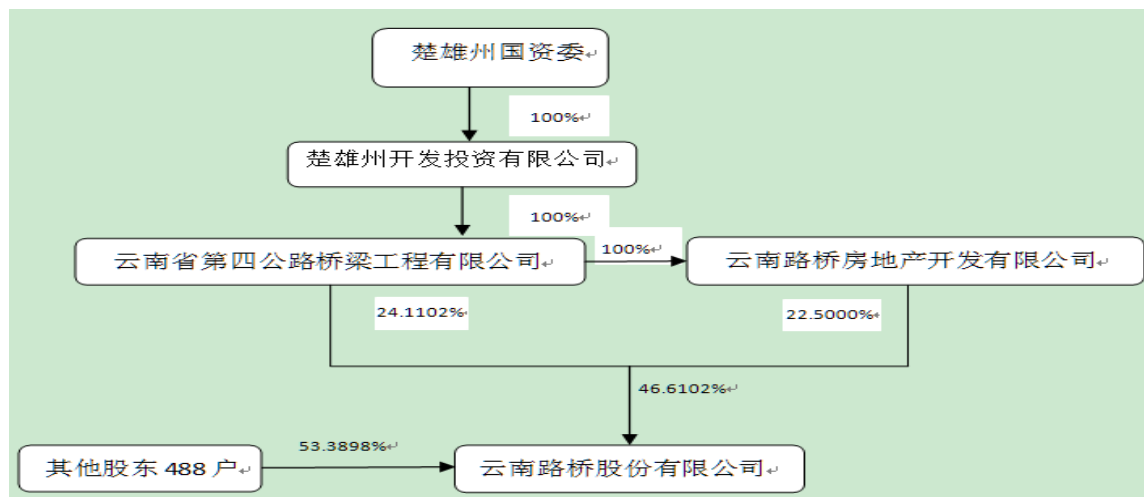 楚雄州国资委↵
100%↵
楚雄州开发投资有限公司↵
100%↵
云南省第四公路桥梁工程有限公司↵
100%↵
云南路桥房地产开发有限公司↵
24.1102%↵
22.5000%↵
46.6102%↵
其他股东 488 户↵
53.3898%↵
云南路桥股份有限公司↵